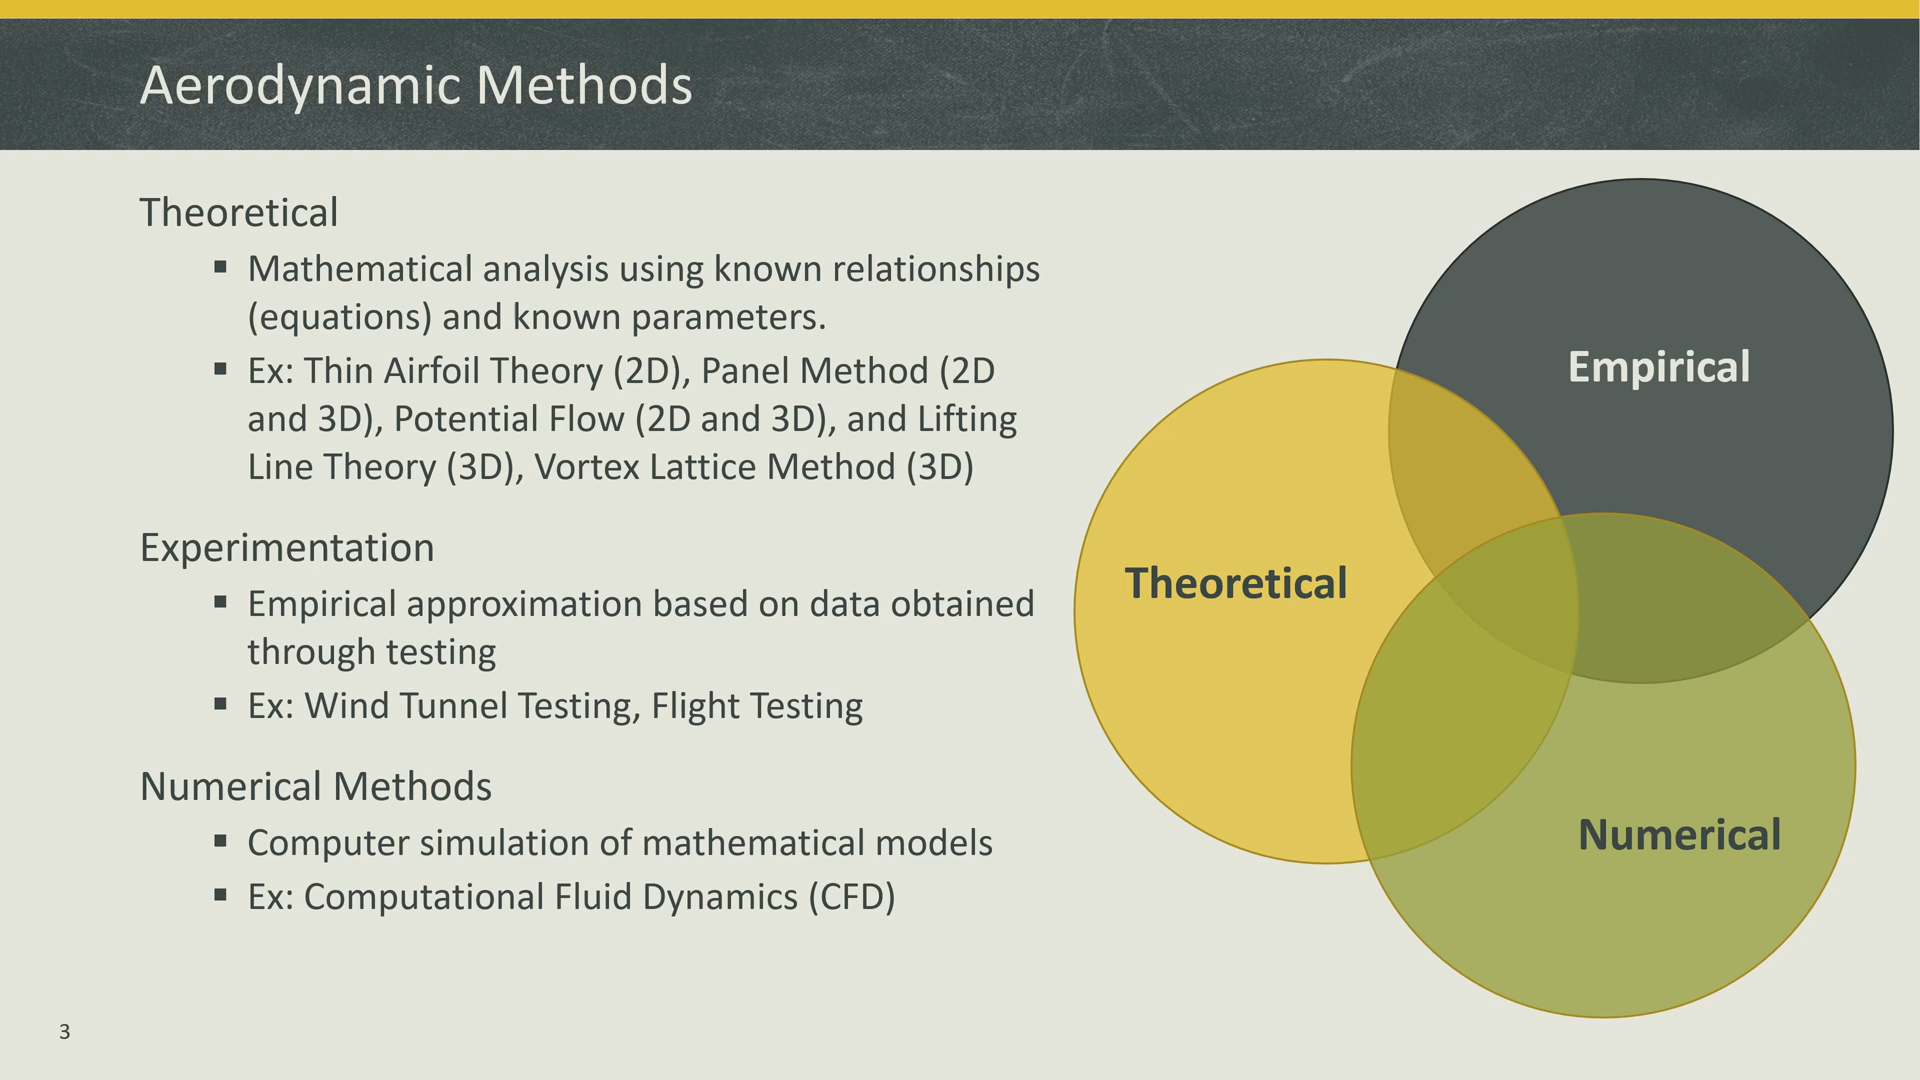 Aerodynamic Methods
Theoretical
▪ Mathematical analysis using known relationships
(equations) and known parameters.
▪ Ex: Thin Airfoil Theory (2D), Panel Method (2D
and 3D), Potential Flow (2D and 3D), and Lifting
Line Theory (3D), Vortex Lattice Method (3D)
Experimentation
▪ Empirical approximation based on data obtained
through testing
▪ Ex: Wind Tunnel Testing, Flight Testing
Numerical Methods
▪ Computer simulation of mathematical models
▪ Ex: Computational Fluid Dynamics (CFD)
Empirical
Theoretical
Numerical
3